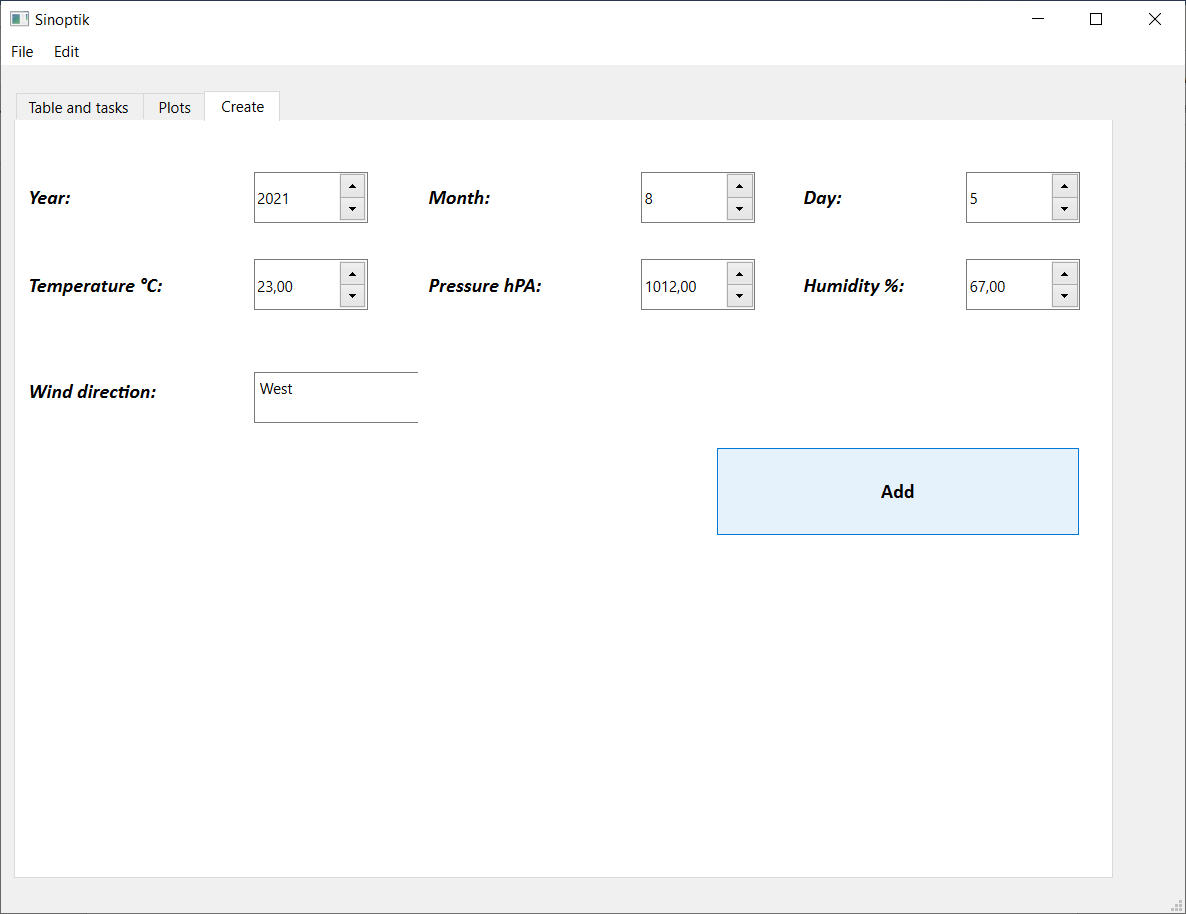 Sinoptik
File Edit
Table and tasks Plots Create
Year: 2021 Month: 8 Day: 5
Temperature °C: 23,00 Pressure hPA: 1012,00 Humidity %: 67,00
Wind direction: West
Add